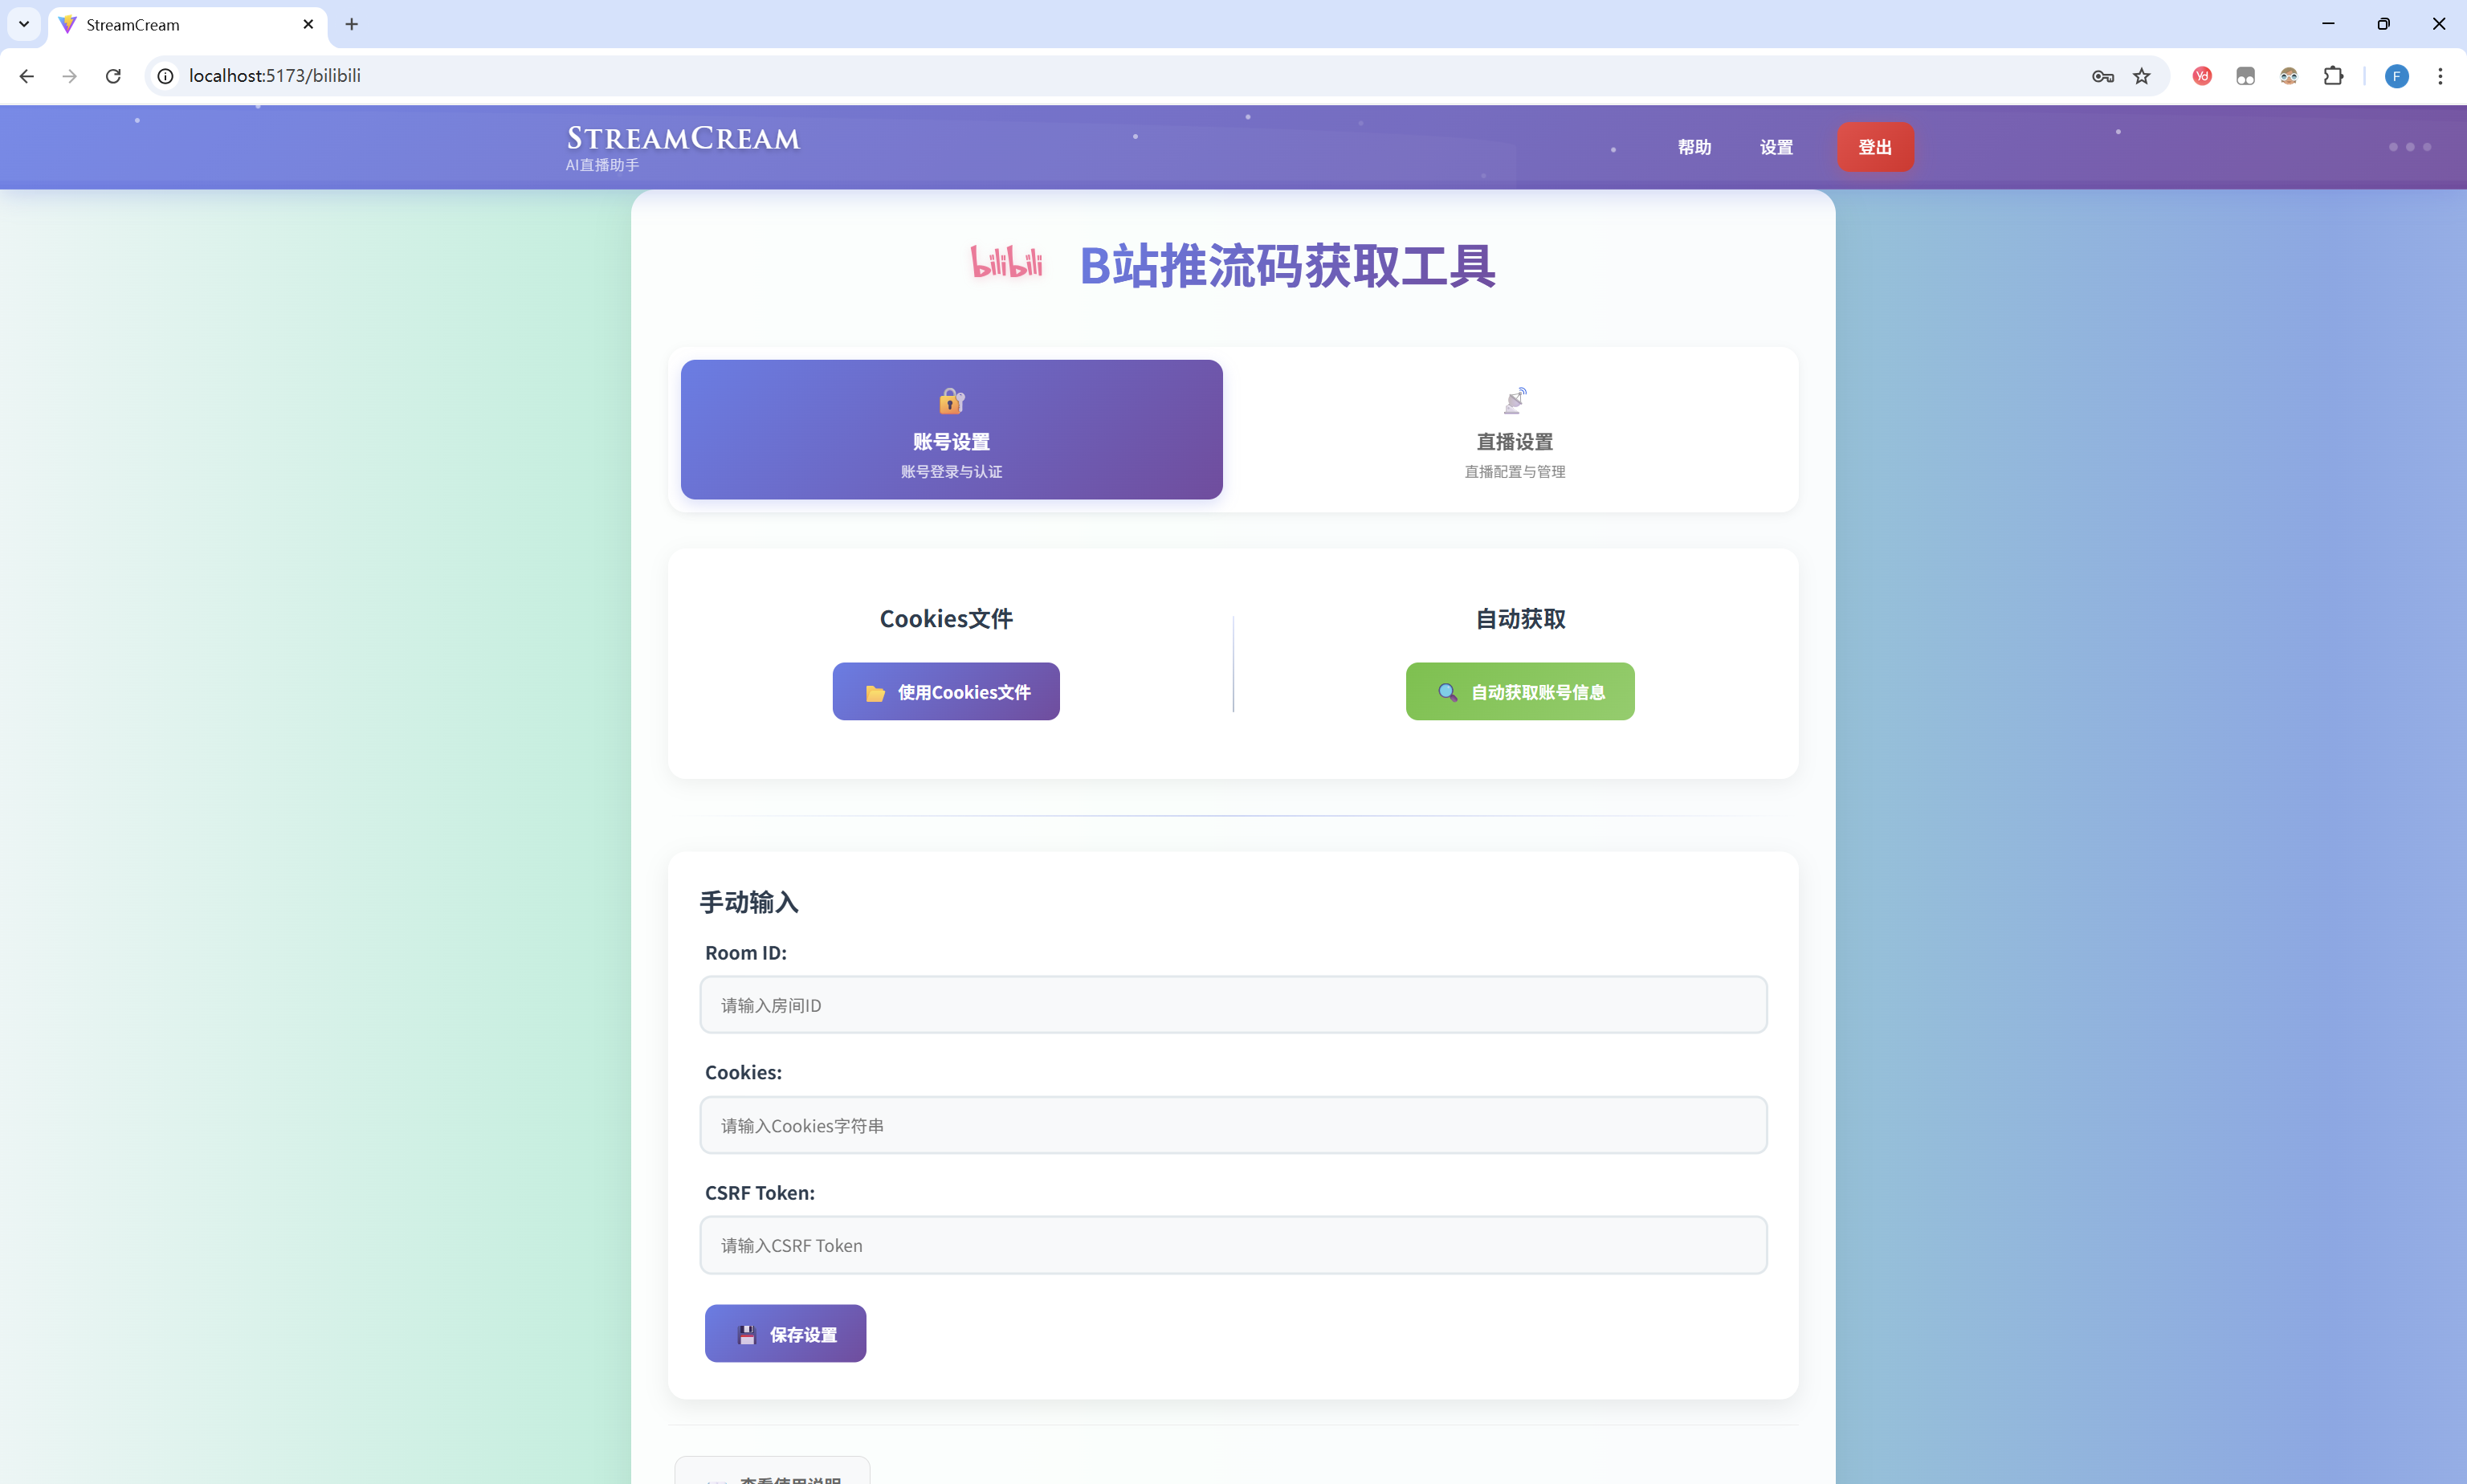 StreamCream
localhost:5173/bilibili
F
StreamCream
AI直播助手
帮助
设置
登出
bilibili
B站推流码获取工具
账号设置
账号登录与认证
直播设置
直播配置与管理
Cookies文件
使用Cookies文件
自动获取
自动获取账号信息
手动输入
Room ID:
请输入房间ID
Cookies:
请输入Cookies字符串
CSRF Token:
请输入CSRF Token
保存设置
查看使用说明